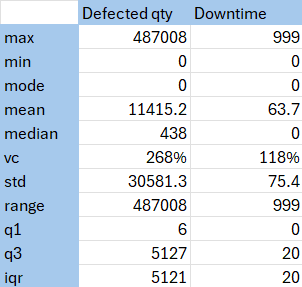 Defected qty Downtime
max 487008 999
min 0 0
mode 0 0
mean 11415.2 63.7
median 438 0
vc 268% 118%
std 30581.3 75.4
range 487008 999
q1 6 0
q3 5127 20
iqr 5121 20